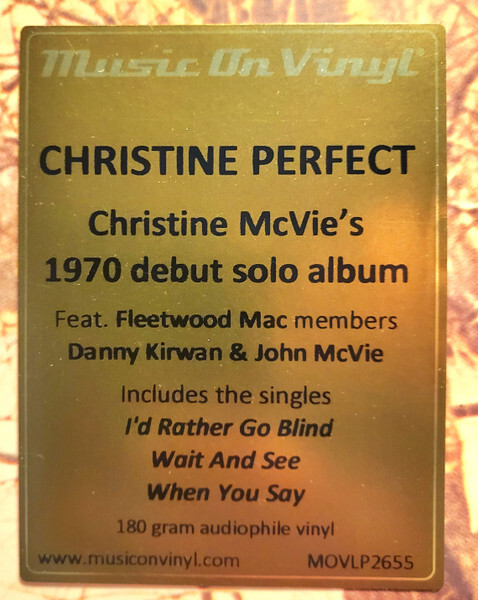 Music On Vinyl
CHRISTINE PERFECT
Christine McVie's
1970 debut solo album
Feat. Fleetwood Mac members
Danny Kirwan & John McVie
Includes the singles
I'd Rather Go Blind
Wait And See
When You Say
180 gram audiophile vinyl
www.musiconvinyl.com MOVLP2655